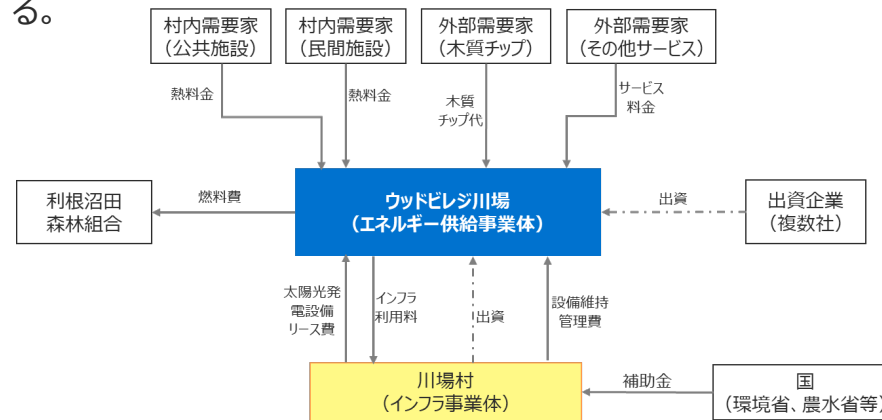 る。
村内需要家
（公共施設）
村内需要家
（民間施設）
外部需要家
（木質チップ）
外部需要家
（その他サービス）
熱料金
熱料金
木質
チップ代
サービス
料金
利根沼田
森林組合
燃料費
ウッドビレジ川場
（エネルギー供給事業体）
出資
出資企業
（複数社）
太陽光発
電設備
リース費
インフラ
利用料
出資
設備維持
管理費
川場村
（インフラ事業体）
補助金
国
（環境省、農水省等）